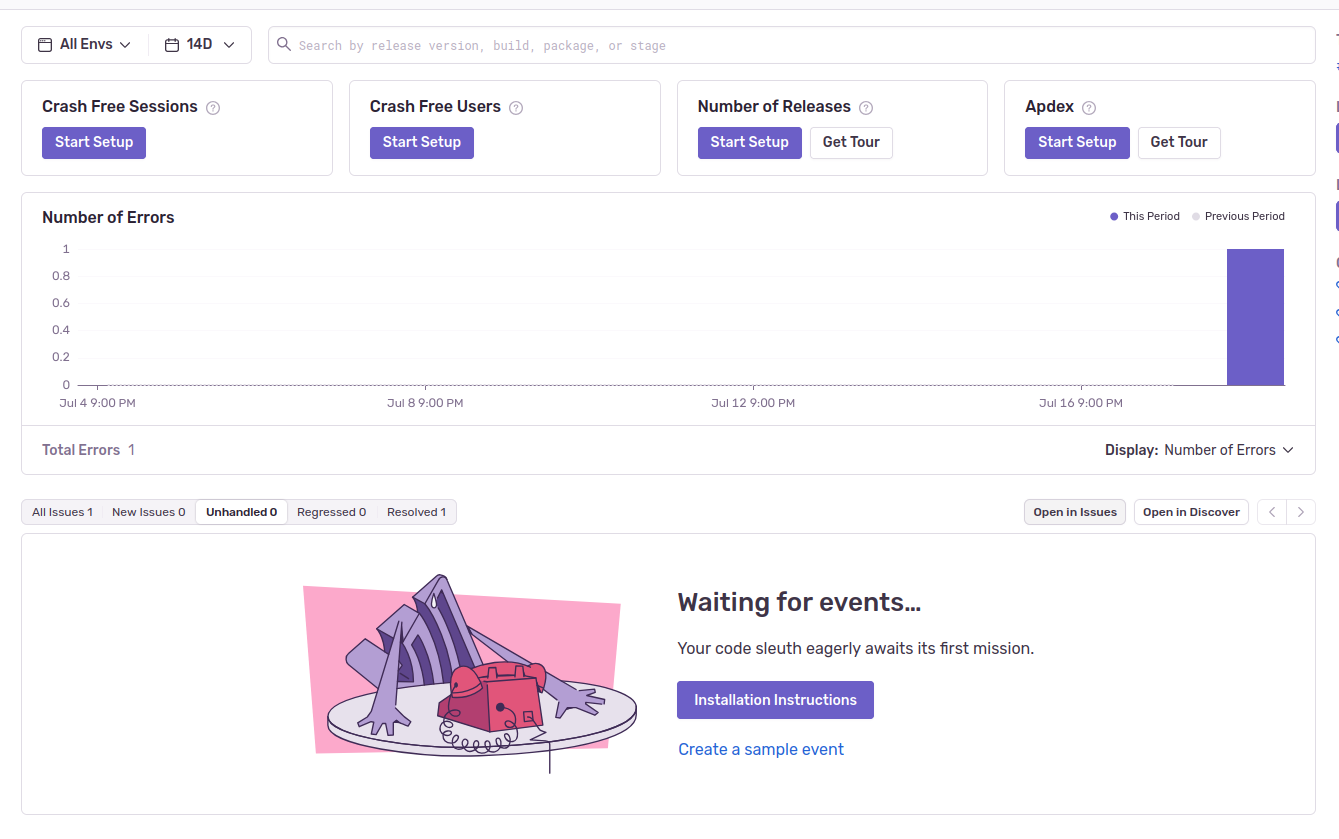 All Envs 14D Search by release version, build, package, or stage
Crash Free Sessions ? Crash Free Users ? Number of Releases ? Apdex ?
Start Setup Start Setup Start Setup Get Tour Start Setup Get Tour
Number of Errors This Period Previous Period
1
0.8
0.6
0.4
0.2
0
Jul 4 9:00 PM Jul 8 9:00 PM Jul 12 9:00 PM Jul 16 9:00 PM
Total Errors 1 Display: Number of Errors
All Issues 1 New Issues 0 Unhandled 0 Regressed 0 Resolved 1 Open in Issues Open in Discover
Waiting for events…
Your code sleuth eagerly awaits its first mission.
Installation Instructions
Create a sample event